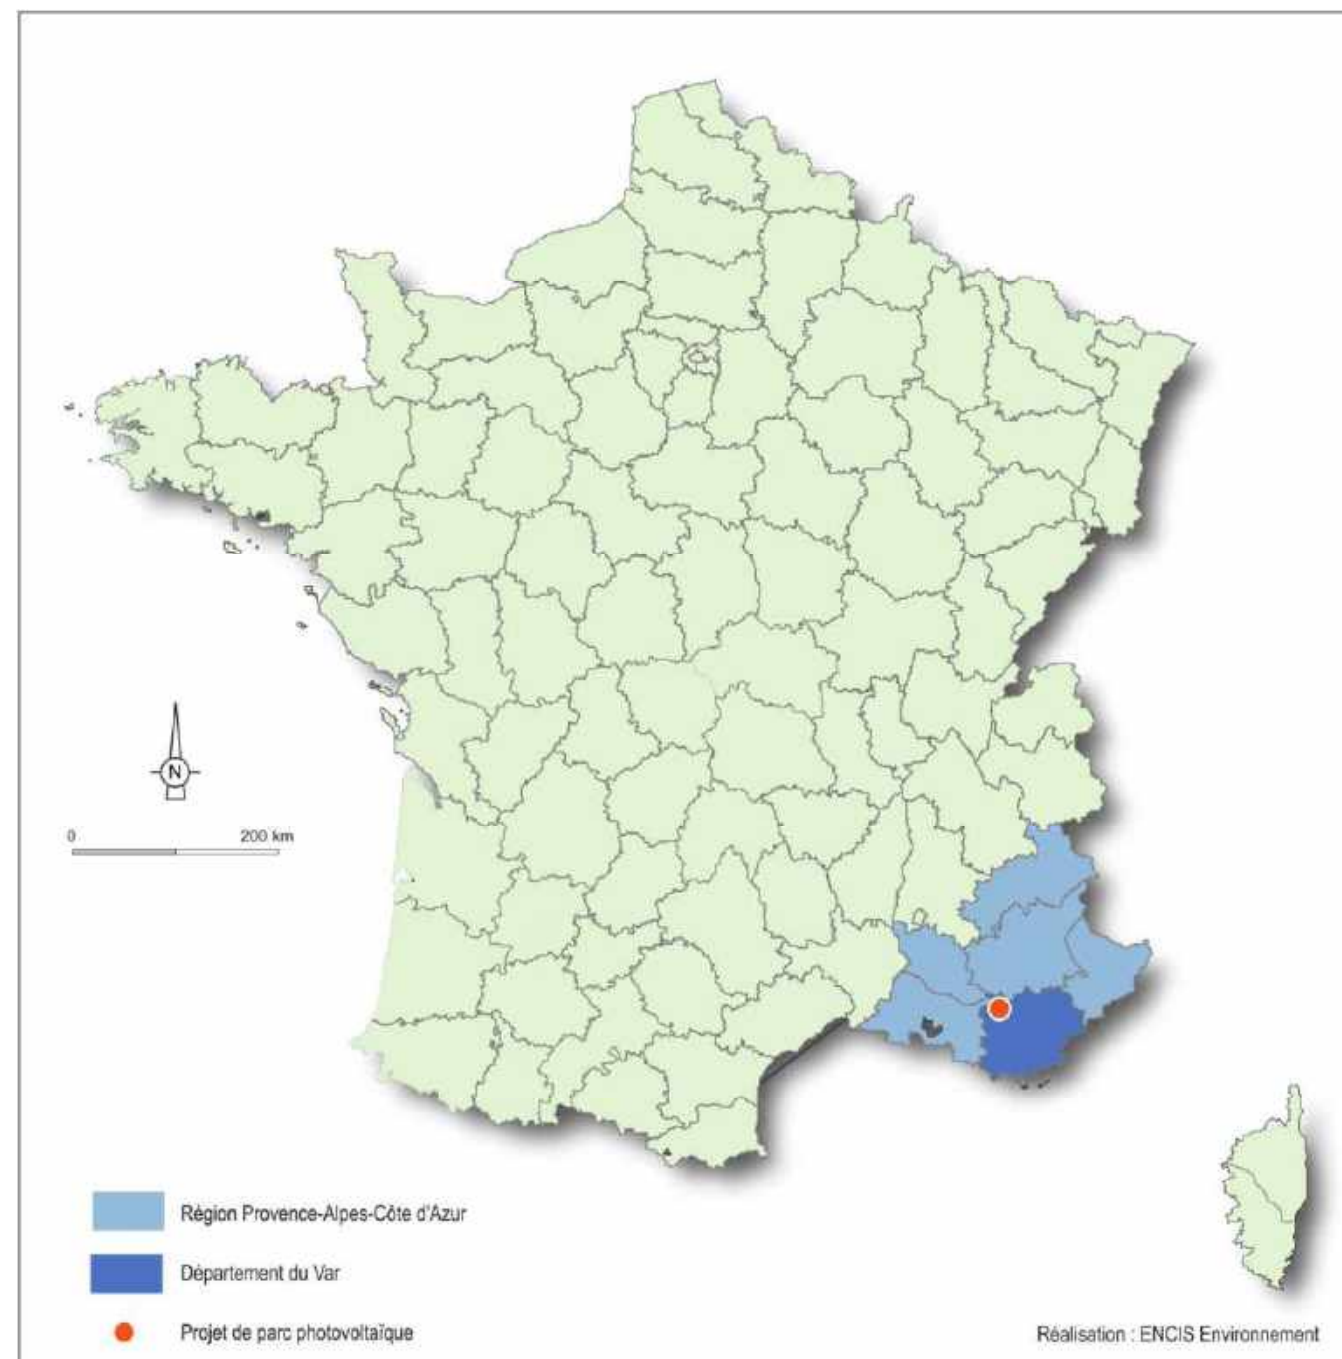 N
0 200 km
Région Provence-Alpes-Côte d'Azur
Département du Var
Projet de parc photovoltaïque
Réalisation : ENCIS Environnement